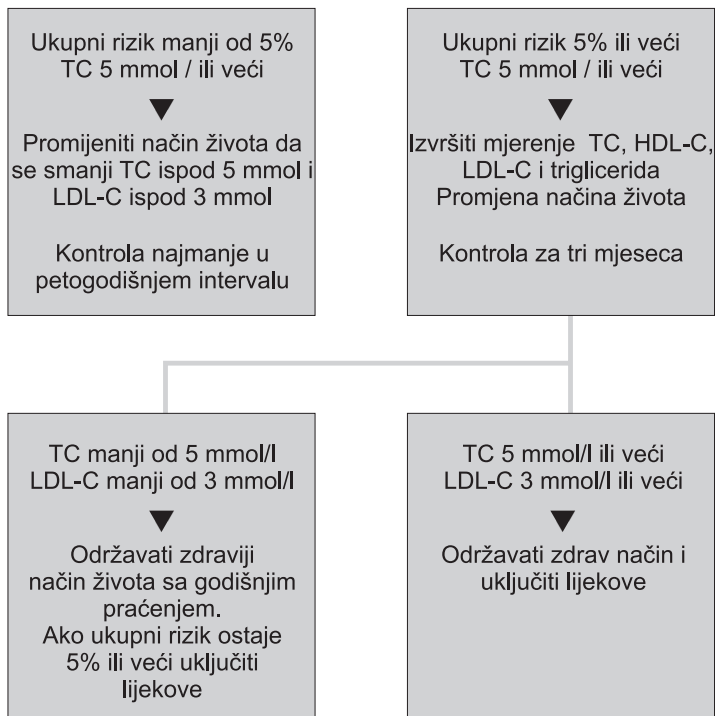 Ukupni rizik manji od 5%
TC 5 mmol / ili veći
Promijeniti način života da
se smanji TC ispod 5 mmol i
LDL-C ispod 3 mmol
Kontrola najmanje u
petogodišnjem intervalu
Ukupni rizik 5% ili veći
TC 5 mmol / ili veći
Izvršiti mjerenje TC, HDL-C,
LDL-C i triglicerida
Promjena načina života
Kontrola za tri mjeseca
TC manji od 5 mmol/l
LDL-C manji od 3 mmol/l
Održavati zdraviji
način života sa godišnjim
praćenjem.
Ako ukupni rizik ostaje
5% ili veći uključiti
lijekove
TC 5 mmol/l ili veći
LDL-C 3 mmol/l ili veći
Održavati zdrav način i
uključiti lijekove